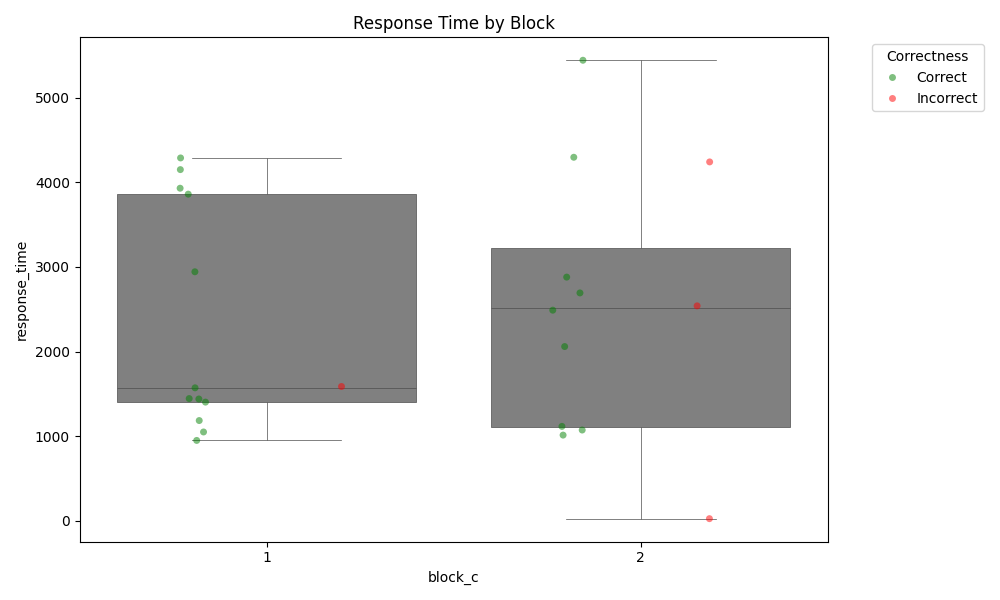 Response Time by Block
Correctness
Correct
Incorrect
response_time
5000
4000
3000
2000
1000
0
1
2
block_c